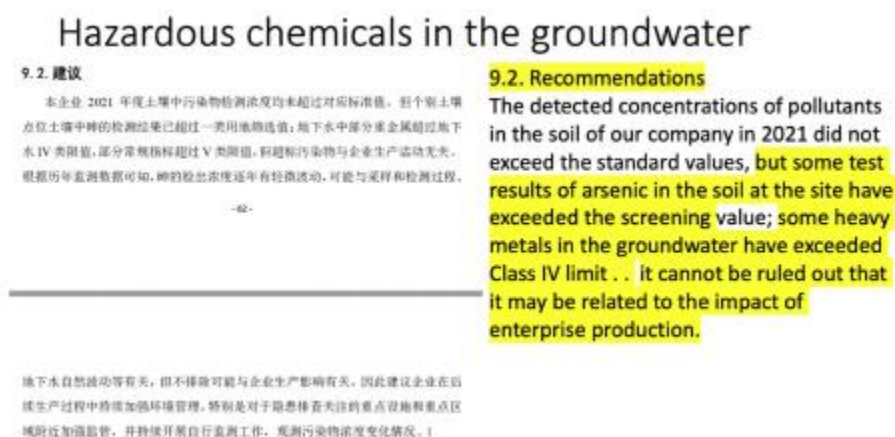 Hazardous chemicals in the groundwater
9.2. 建议
本企业 2021 年度土壤中污染物检测浓度均未超过对应标准值，但个别土壤
点位土壤中砷的检测结果已超过一类用地筛选值；地下水中部分重金属超过地下
水 IV 类限值，部分常规指标超过 V 类限值，但超标污染物与企业生产活动无关。
根据历年监测数据可知，砷的检出浓度逐年有轻微波动，可能与采样和检测过程、
-62-
地下水自然波动等有关，但不排除可能与企业生产影响有关。因此建议企业在后
续生产过程中持续加强环境管理，特别是对于隐患排查关注的重点设施和重点区
域附近加强监管，并持续开展自行监测工作，观测污染物浓度变化情况。
9.2. Recommendations
The detected concentrations of pollutants
in the soil of our company in 2021 did not
exceed the standard values, but some test
results of arsenic in the soil at the site have
exceeded the screening value; some heavy
metals in the groundwater have exceeded
Class IV limit . . it cannot be ruled out that
it may be related to the impact of
enterprise production.